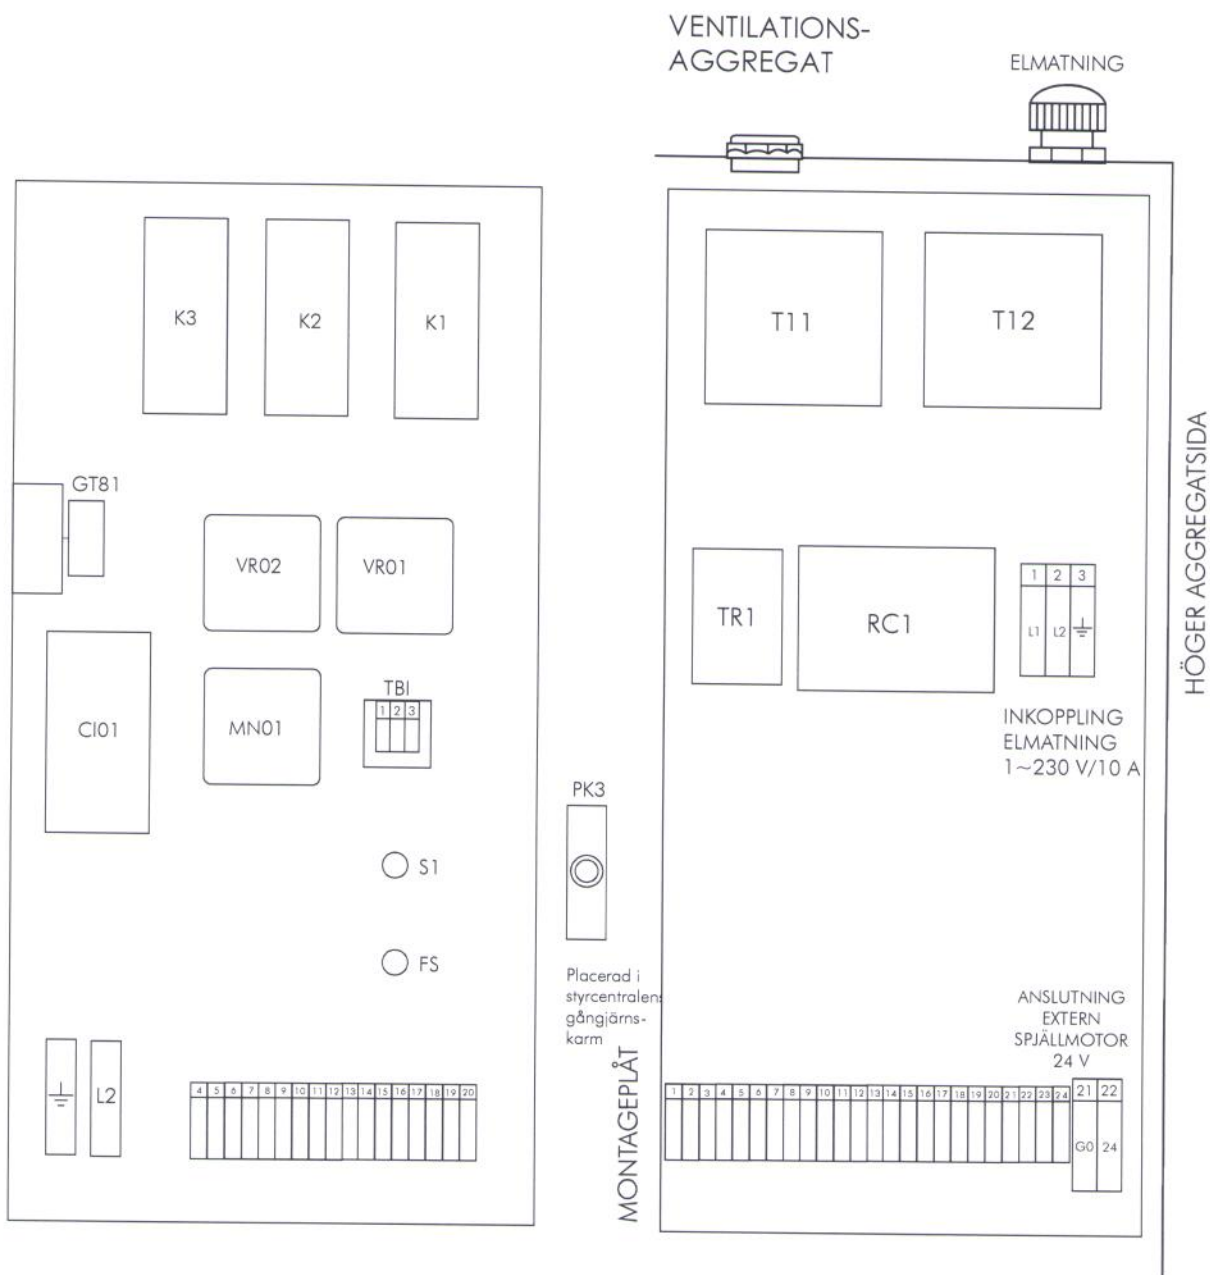 VENTILATIONS-
AGGREGAT
ELMATNING
K3
K2
K1
GT81
VR02
VR01
CI01
MN01
TBI
1 2 3
S1
FS
L2
4 5 6 7 8 9 10 11 12 13 14 15 16 17 18 19 20
PK3
Placerad i
styrcentralens
gångjärns-
karm
MONTAGEPLÅT
T11
T12
TR1
RC1
1 2 3
L1 L2
INKOPPLING
ELMATNING
1~230 V/10 A
HÖGER AGGREGATSIDA
ANSLUTNING
EXTERN
SPJÄLLMOTOR
24 V
1 2 3 4 5 6 7 8 9 10 11 12 13 14 15 16 17 18 19 20 21 22 23 24
21 22
G0 24